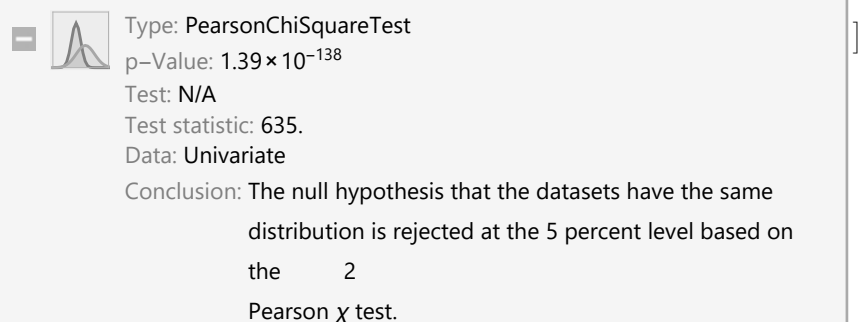 Type: PearsonChiSquareTest
p−Value: 1.39×10⁻¹³⁸
Test: N/A
Test statistic: 635.
Data: Univariate
Conclusion: The null hypothesis that the datasets have the same
distribution is rejected at the 5 percent level based on
the 2
Pearson χ test.